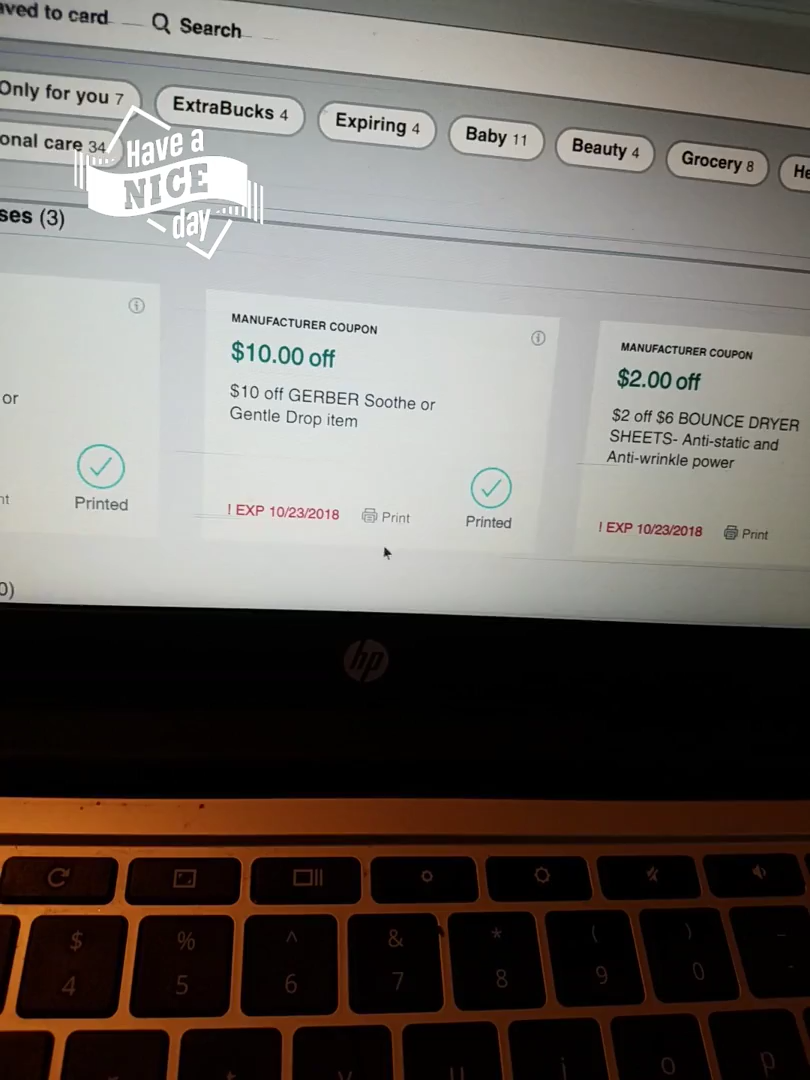 aved to card
Search
Only for you 7
ExtraBucks 4
Expiring 4
Baby 11
Beauty 4
Grocery 8
He
onal care 34
Have a
NICE
day
ses (3)
or
nt
Printed
MANUFACTURER COUPON
$10.00 off
$10 off GERBER Soothe or
Gentle Drop item
! EXP 10/23/2018
Print
Printed
MANUFACTURER COUPON
$2.00 off
$2 off $6 BOUNCE DRYER
SHEETS- Anti-static and
Anti-wrinkle power
! EXP 10/23/2018
Print
0)
hp
$ % ^ & * ( ) -
4 5 6 7 8 9 0
o p